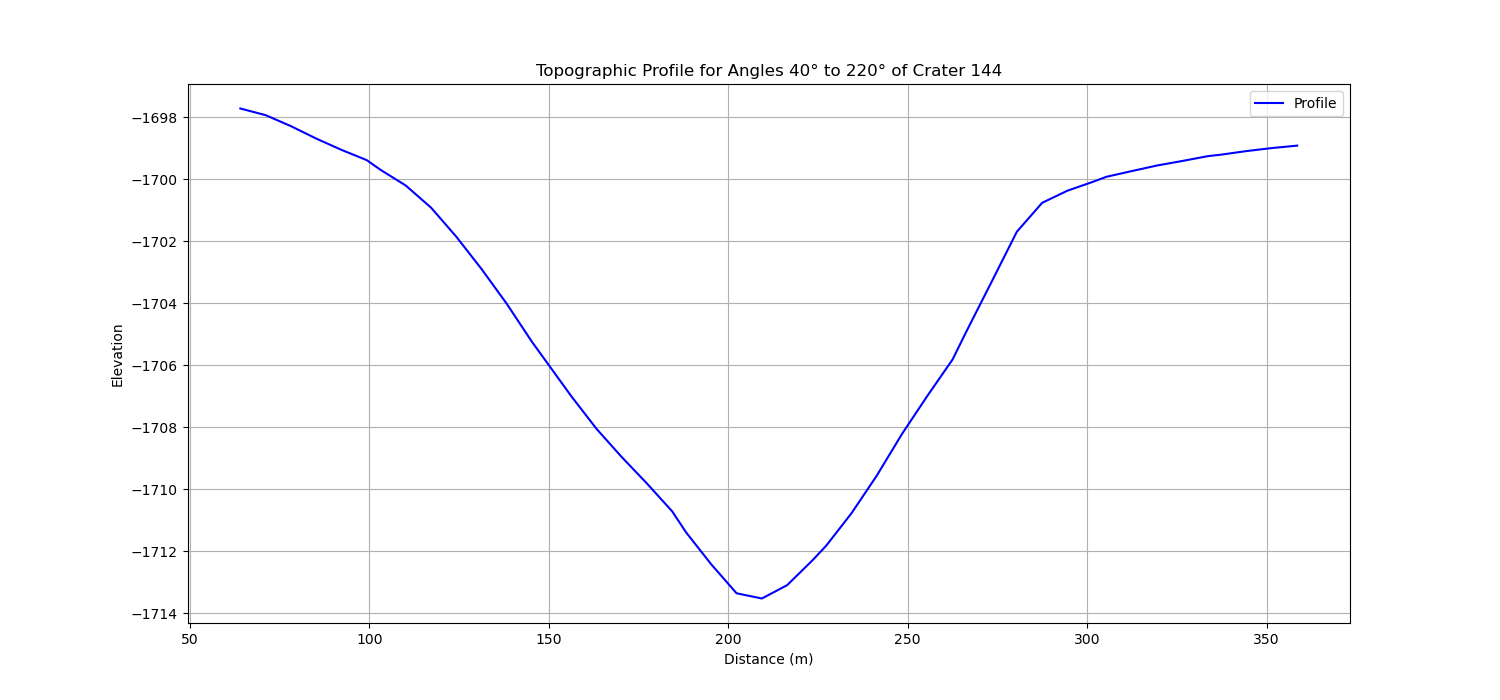 Topographic Profile for Angles 40° to 220° of Crater 144
Profile
−1698
−1700
−1702
−1704
−1706
−1708
−1710
−1712
−1714
Elevation
50 100 150 200 250 300 350
Distance (m)